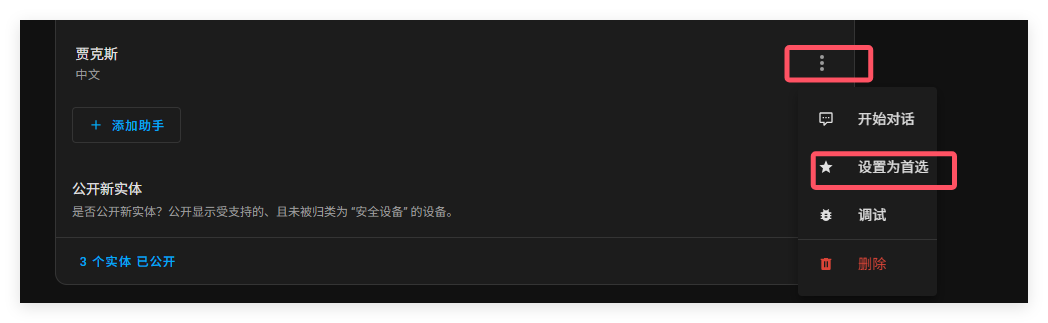 贾克斯
中文
开始对话
+ 添加助手
设置为首选
公开新实体
是否公开新实体？公开显示受支持的、且未被归类为 “安全设备” 的设备。
调试
3 个实体 已公开
删除